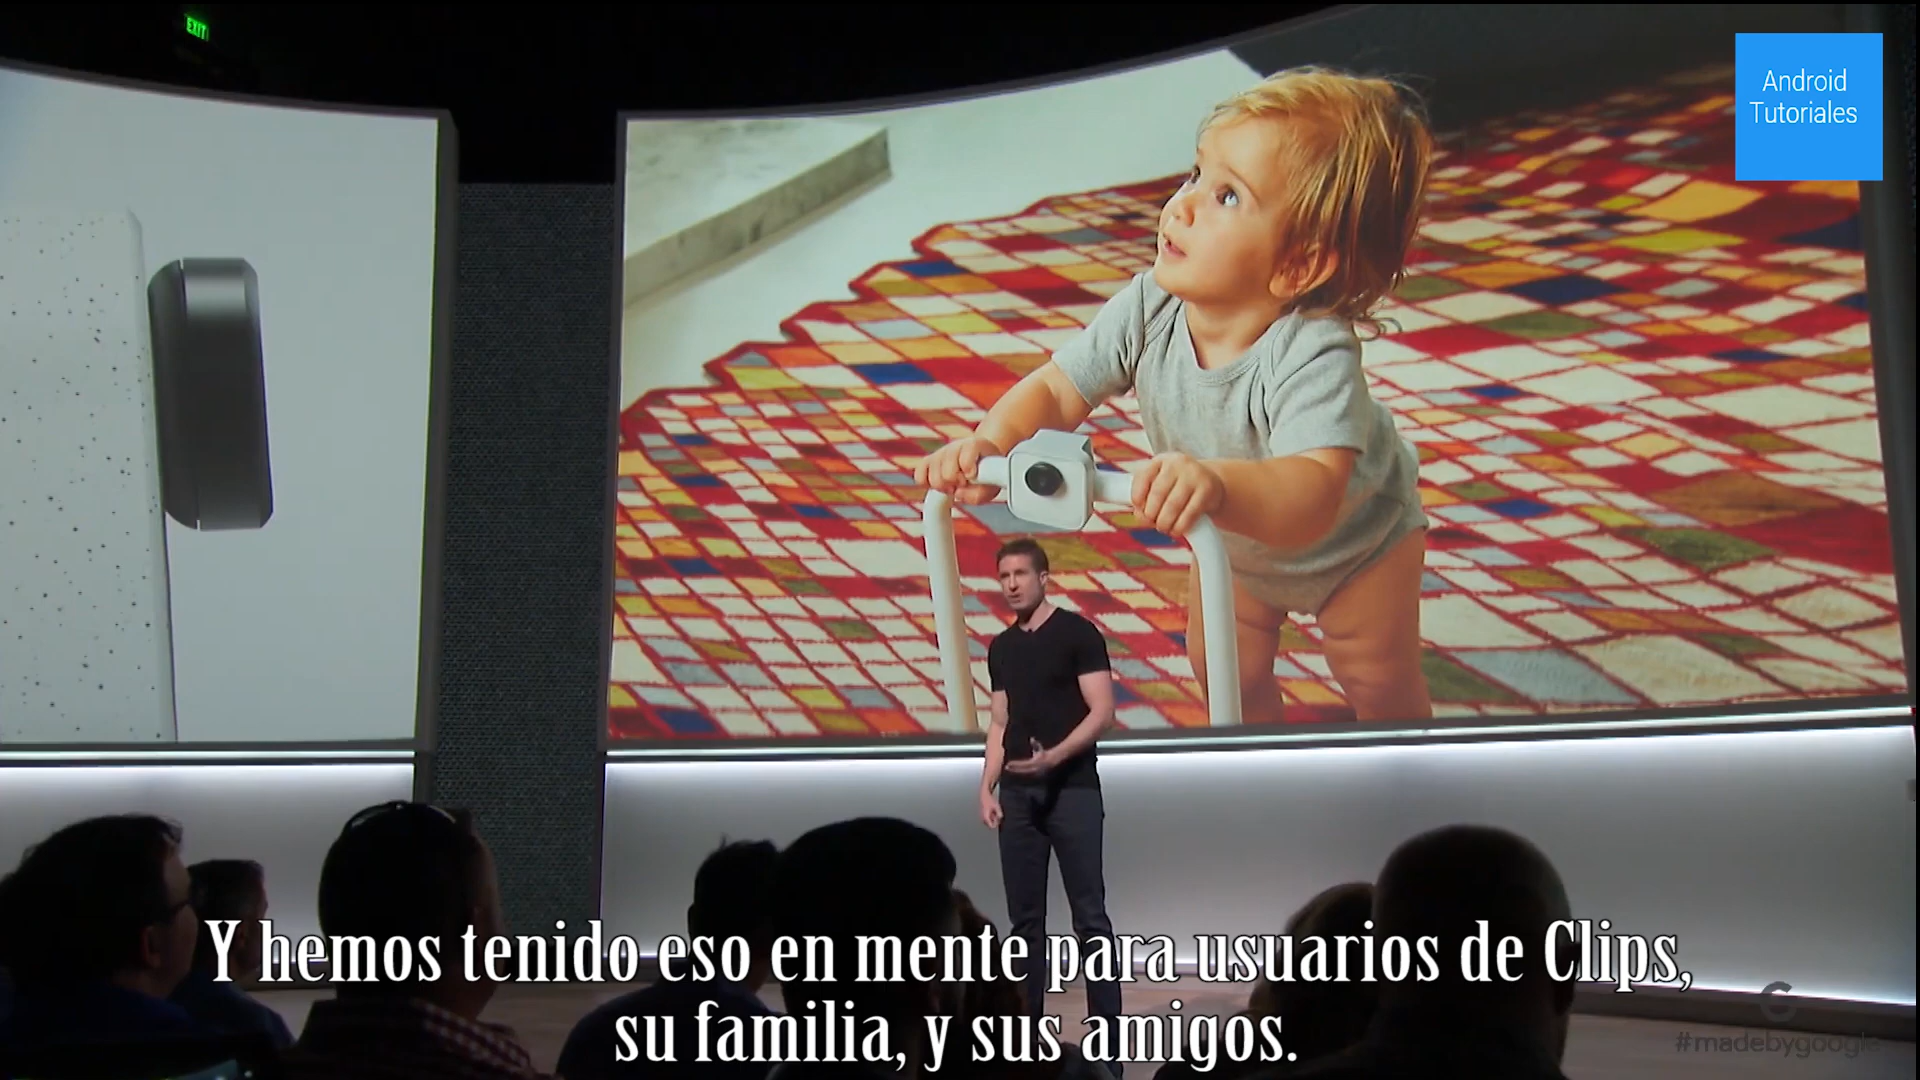 EXIT
Android
Tutoriales
Y hemos tenido eso en mente para usuarios de Clips,
su familia, y sus amigos.
G
#madebygoogle